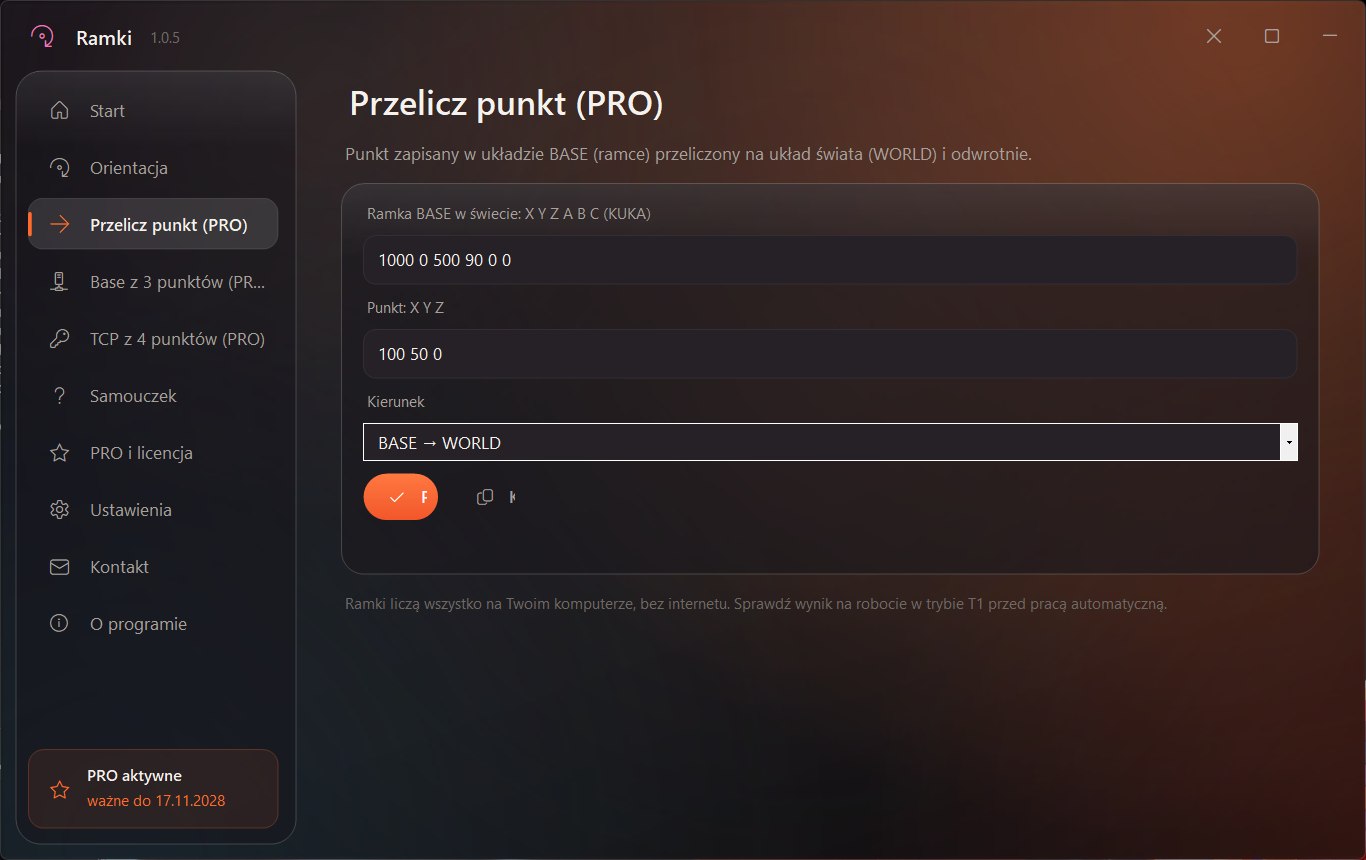 Ramki 1.0.5
Start
Orientacja
Przelicz punkt (PRO)
Base z 3 punktów (PR...
TCP z 4 punktów (PRO)
Samouczek
PRO i licencja
Ustawienia
Kontakt
O programie
PRO aktywne
ważne do 17.11.2028
Przelicz punkt (PRO)
Punkt zapisany w układzie BASE (ramce) przeliczony na układ świata (WORLD) i odwrotnie.
Ramka BASE w świecie: X Y Z A B C (KUKA)
1000 0 500 90 0 0
Punkt: X Y Z
100 50 0
Kierunek
BASE → WORLD
Ramki liczą wszystko na Twoim komputerze, bez internetu. Sprawdź wynik na robocie w trybie T1 przed pracą automatyczną.